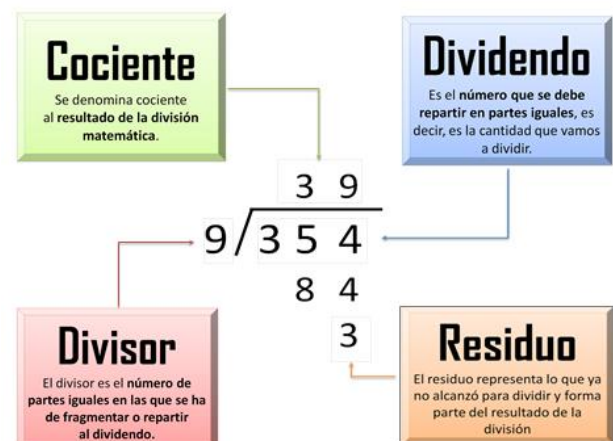 Cociente
Se denomina cociente
al resultado de la división
matemática.
Dividendo
Es el número que se debe
repartir en partes iguales, es
decir, es la cantidad que vamos
a dividir.
3 9
9 3 5 4
8 4
3
Divisor
El divisor es el número de
partes iguales en las que se ha
de fragmentar o repartir
al dividendo.
Residuo
El residuo representa lo que ya
no alcanzó para dividir y forma
parte del resultado de la
división